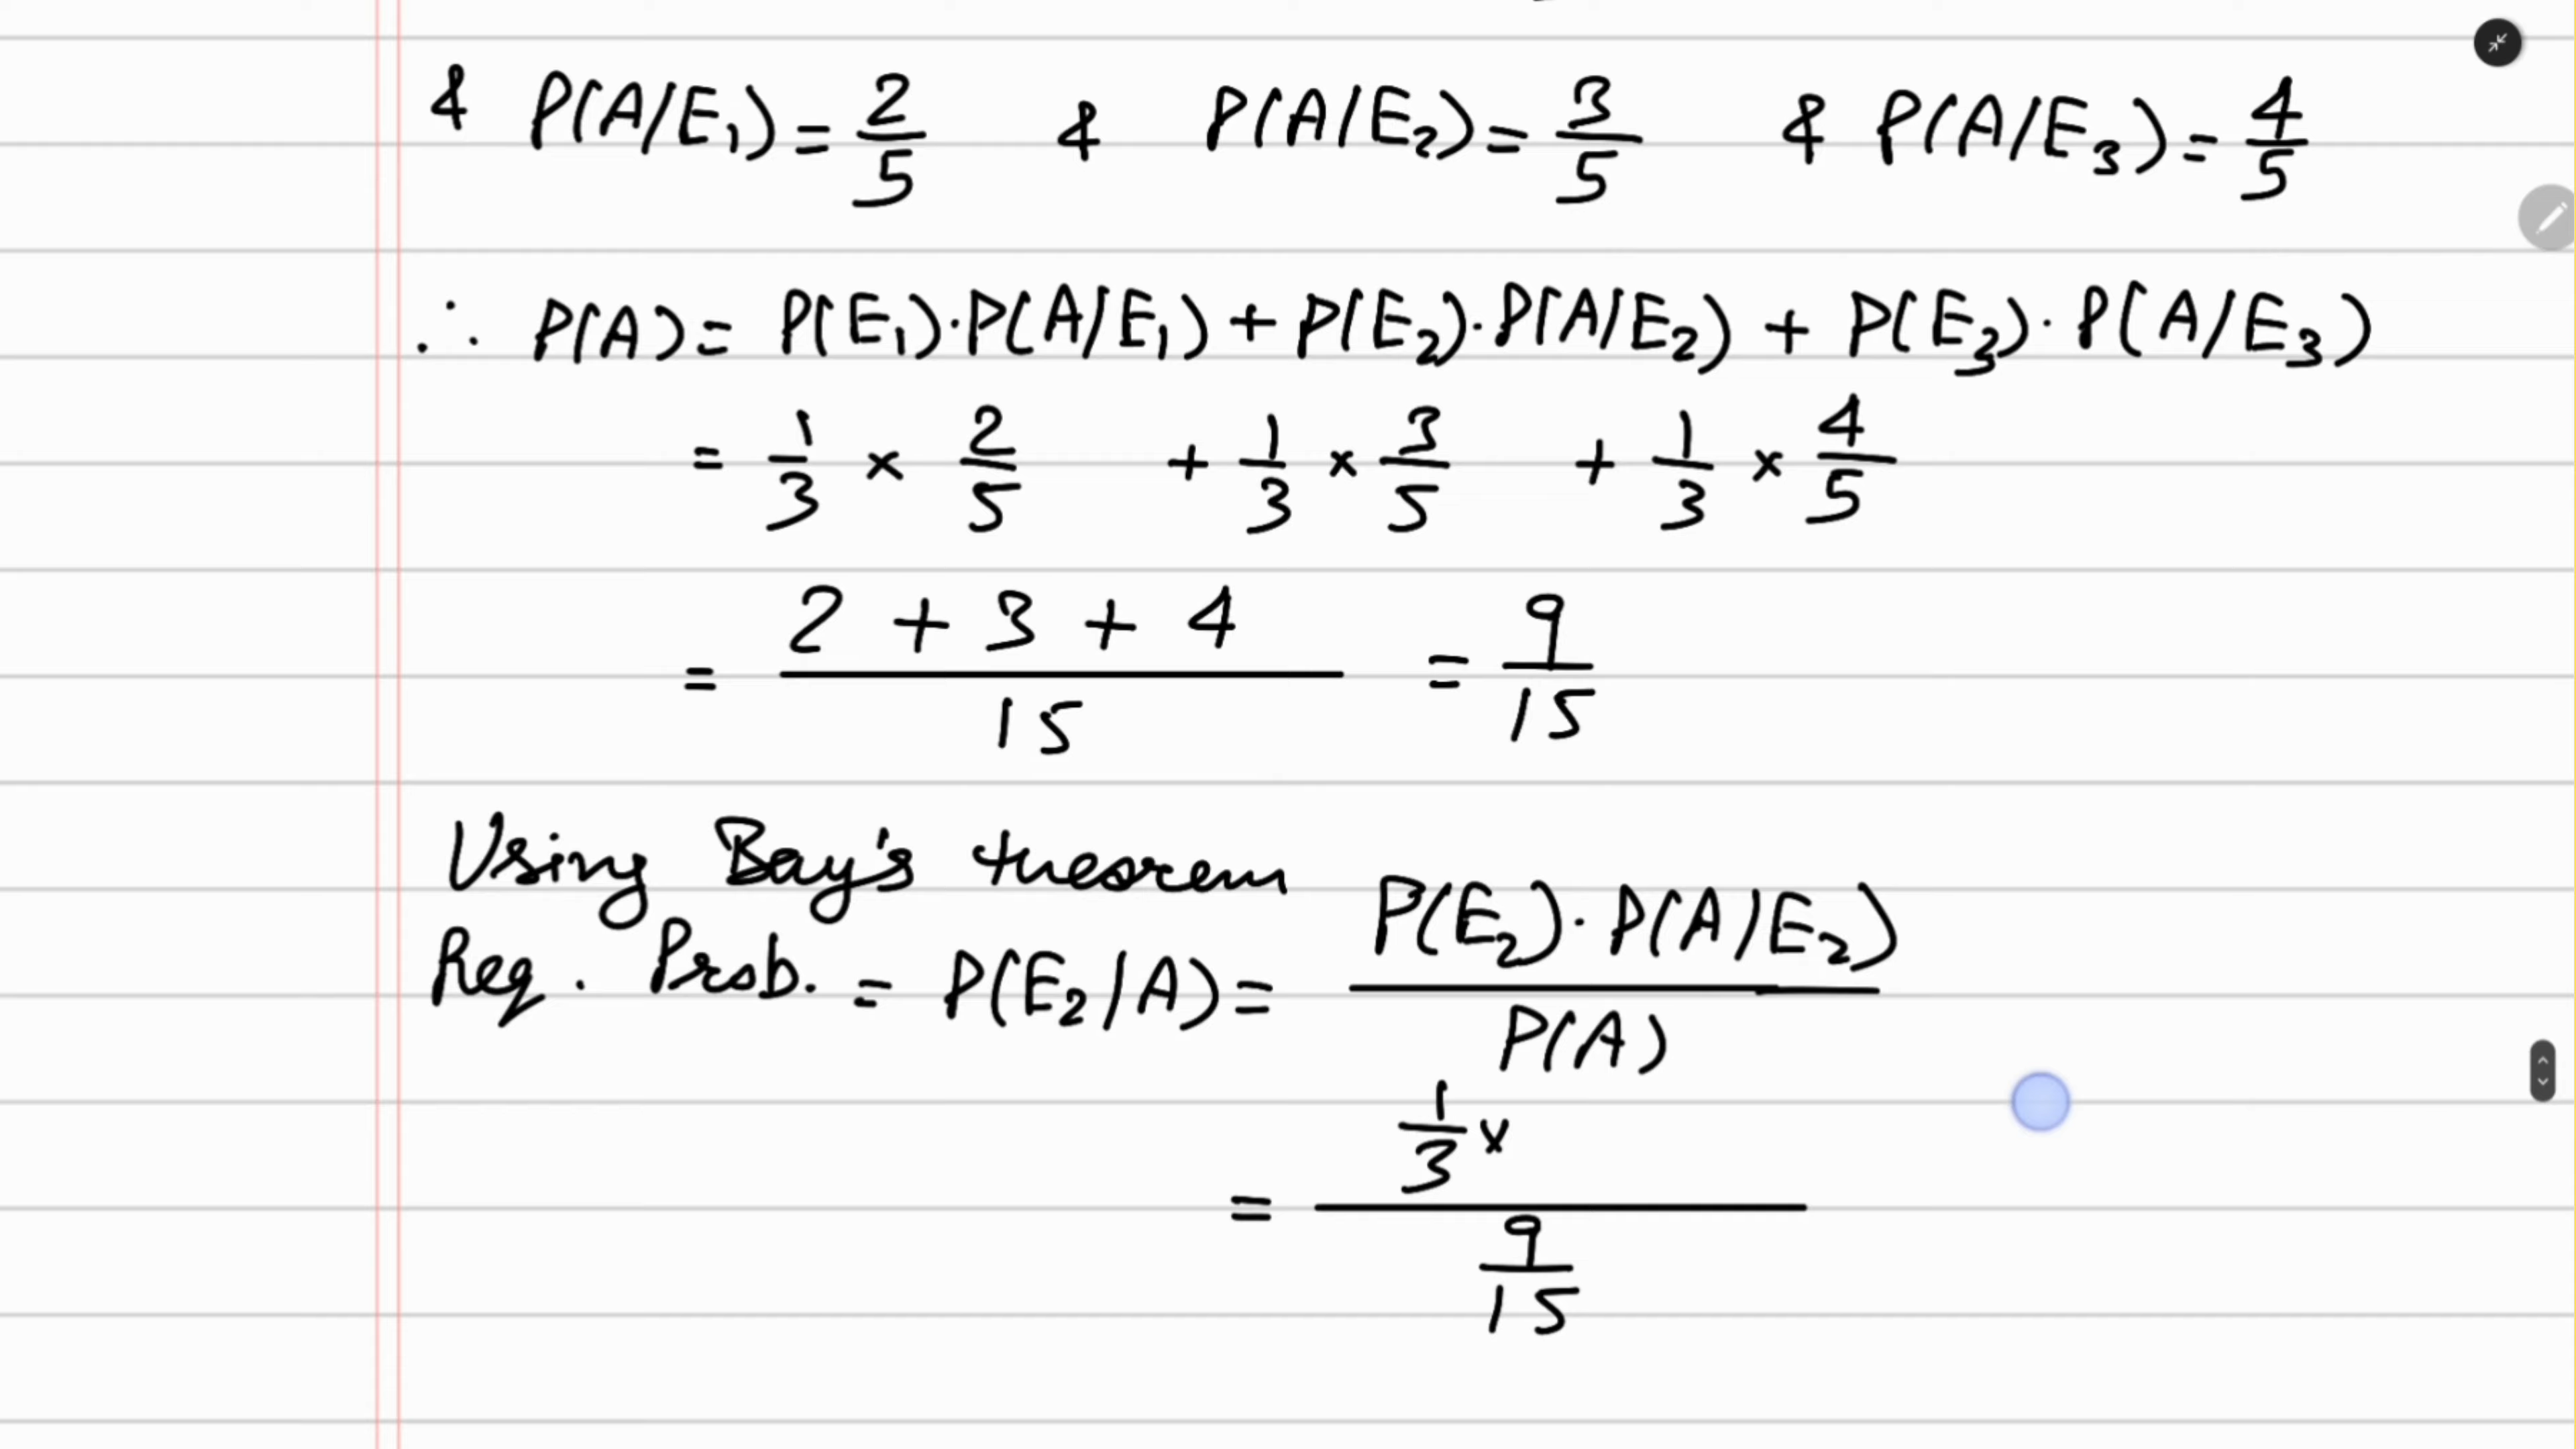 & P(A/E₁) = 2/5 & P(A/E₂) = 3/5 & P(A/E₃) = 4/5
∴ P(A) = P(E₁)·P(A/E₁) + P(E₂)·P(A/E₂) + P(E₃)·P(A/E₃)
= 1/3 × 2/5 + 1/3 × 3/5 + 1/3 × 4/5
= (2 + 3 + 4)/15 = 9/15
Using Bay's theorem
Req. Prob. = P(E₂/A) = P(E₂)·P(A/E₂) / P(A)
= 1/3 × / 9/15